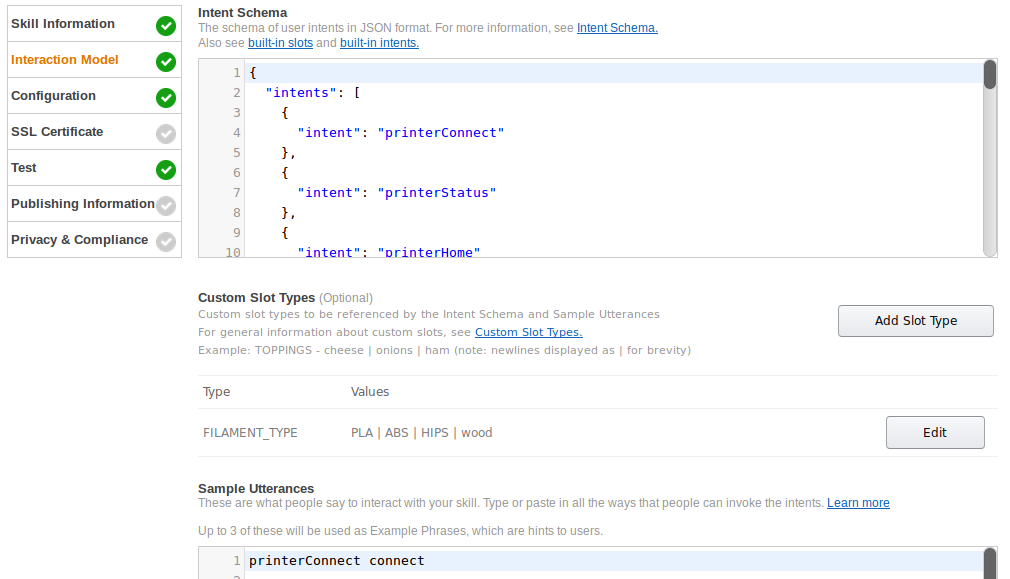 Skill Information
Interaction Model
Configuration
SSL Certificate
Test
Publishing Information
Privacy & Compliance
Intent Schema
The schema of user intents in JSON format. For more information, see Intent Schema.
Also see built-in slots and built-in intents.
1 {
2 "intents": [
3 {
4 "intent": "printerConnect"
5 },
6 {
7 "intent": "printerStatus"
8 },
9 {
10 "intent": "printerHome"
Custom Slot Types (Optional)
Custom slot types to be referenced by the Intent Schema and Sample Utterances
For general information about custom slots, see Custom Slot Types.
Example: TOPPINGS - cheese | onions | ham (note: newlines displayed as | for brevity)
Add Slot Type
Type Values
FILAMENT_TYPE PLA | ABS | HIPS | wood
Edit
Sample Utterances
These are what people say to interact with your skill. Type or paste in all the ways that people can invoke the intents. Learn more
Up to 3 of these will be used as Example Phrases, which are hints to users.
1 printerConnect connect
2